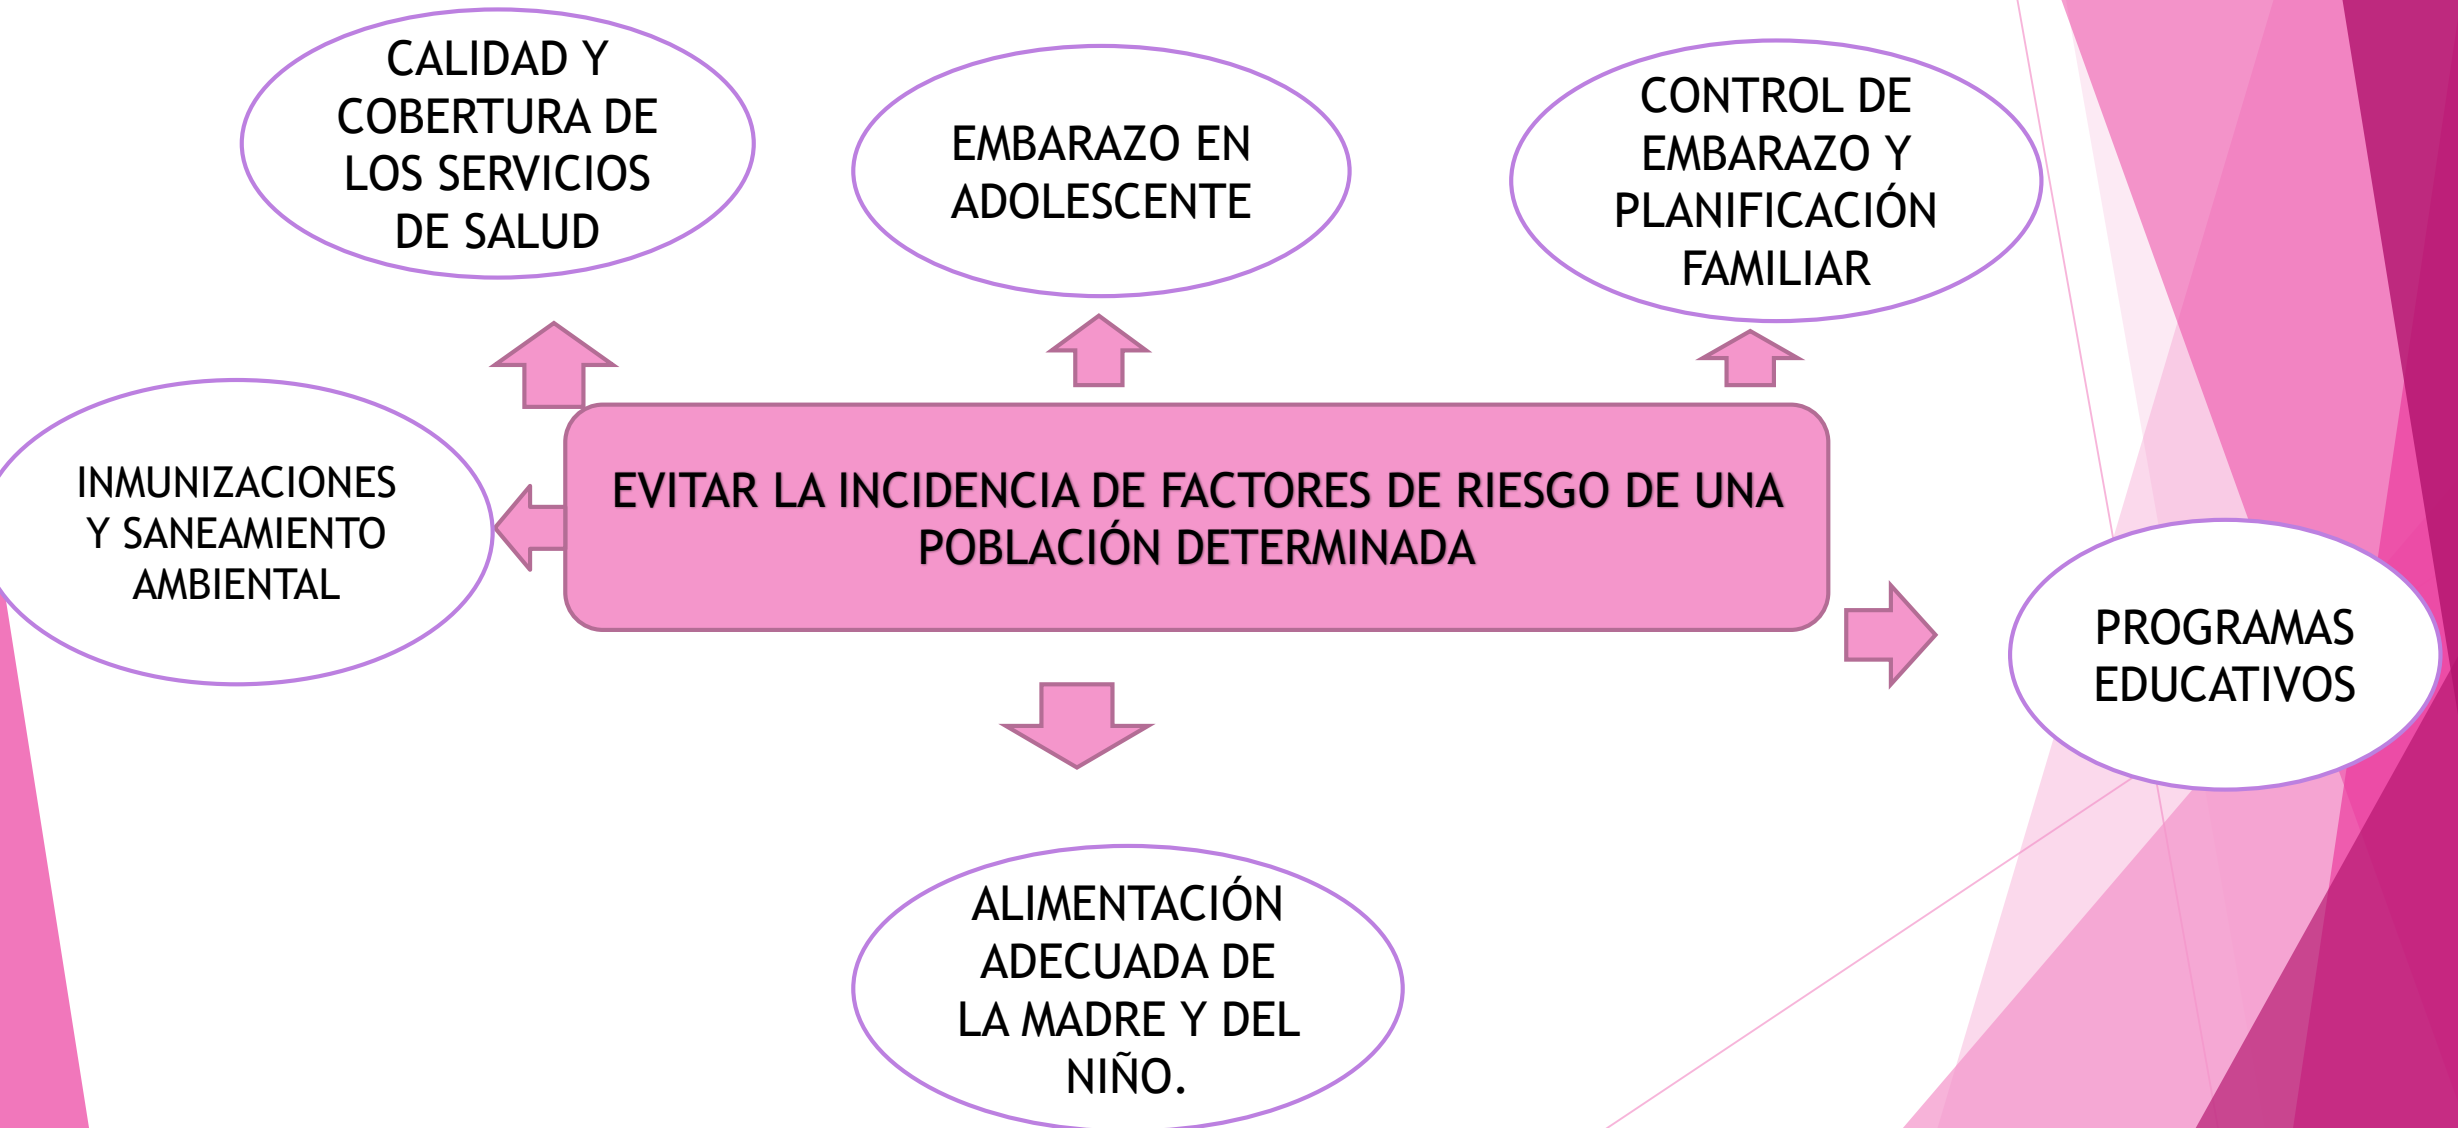 CALIDAD Y
COBERTURA DE
LOS SERVICIOS
DE SALUD
EMBARAZO EN
ADOLESCENTE
CONTROL DE
EMBARAZO Y
PLANIFICACIÓN
FAMILIAR
INMUNIZACIONES
Y SANEAMIENTO
AMBIENTAL
EVITAR LA INCIDENCIA DE FACTORES DE RIESGO DE UNA
POBLACIÓN DETERMINADA
PROGRAMAS
EDUCATIVOS
ALIMENTACIÓN
ADECUADA DE
LA MADRE Y DEL
NIÑO.